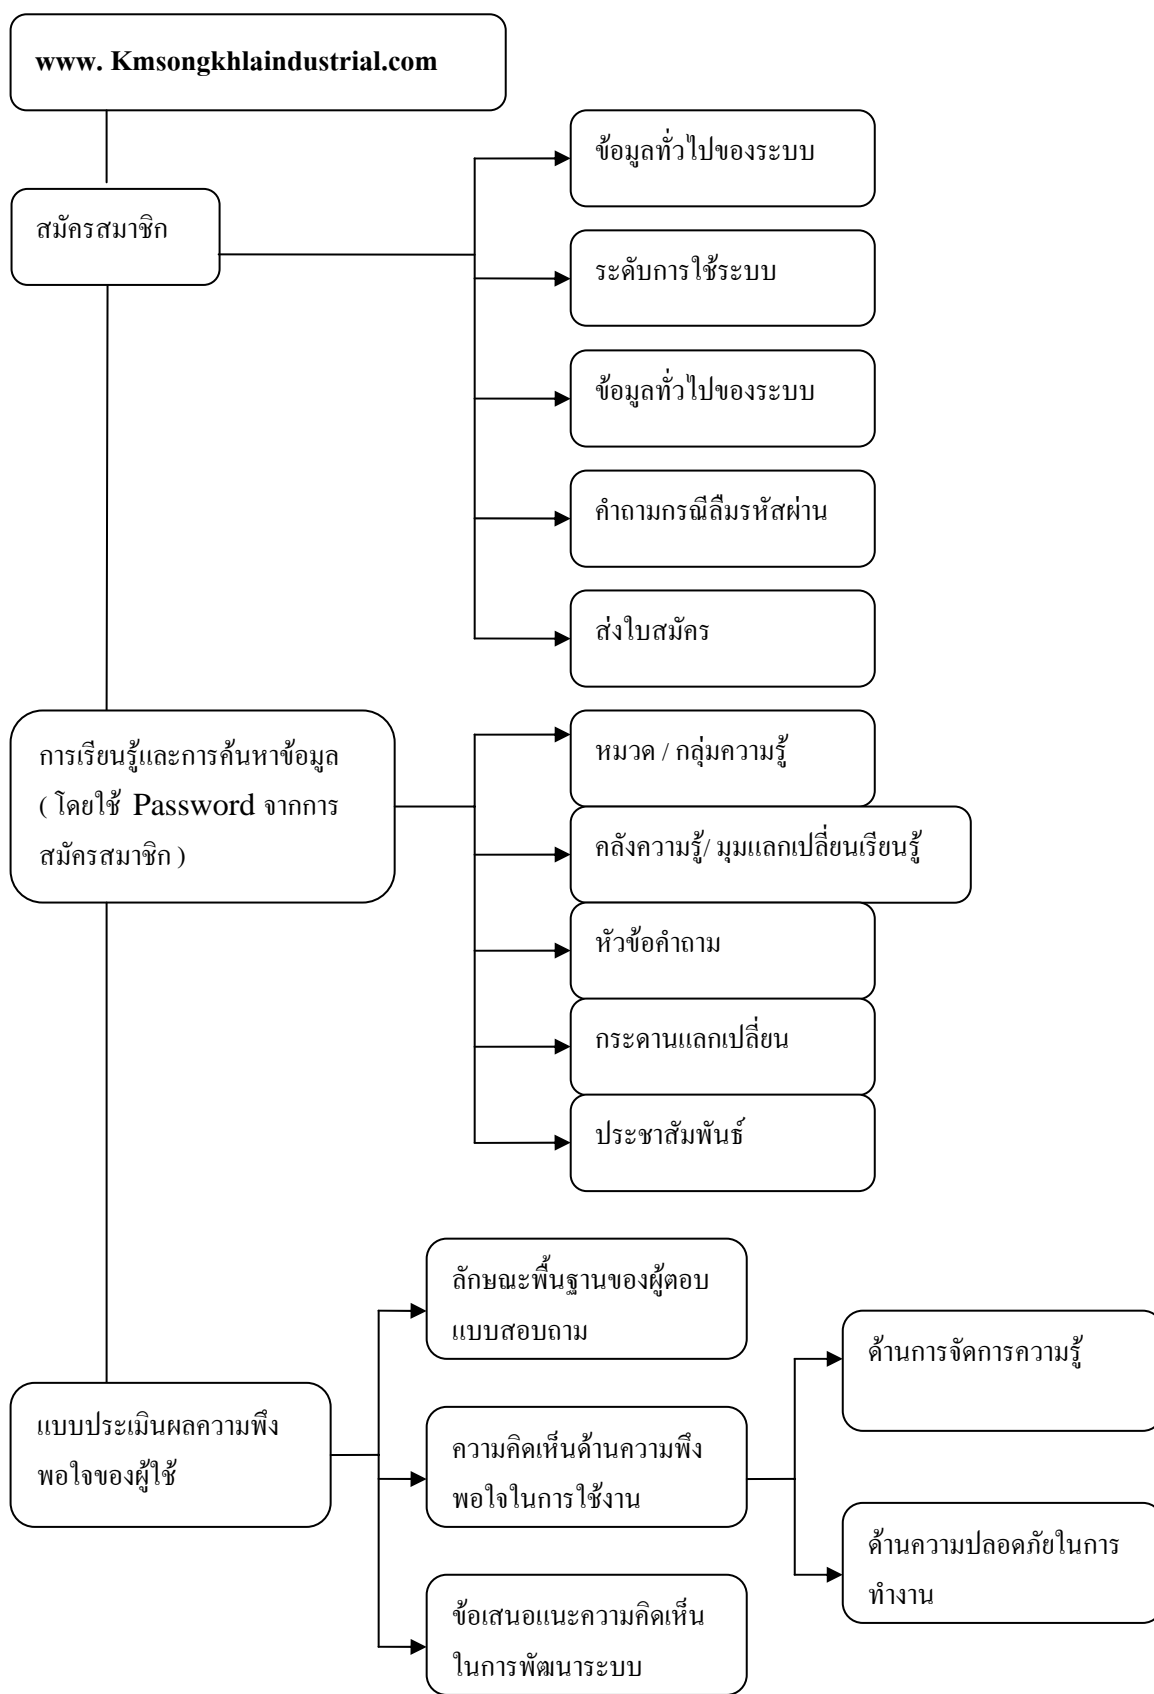 www. Kmsongkhlaindustrial.com
สมัครสมาชิก
ข้อมูลทั่วไปของระบบ
ระดับการใช้ระบบ
ข้อมูลทั่วไปของระบบ
คำถามกรณีลืมรหัสผ่าน
ส่งใบสมัคร
การเรียนรู้และการค้นหาข้อมูล
( โดยใช้ Password จากการ
สมัครสมาชิก )
หมวด / กลุ่มความรู้
คลังความรู้/ มุมแลกเปลี่ยนเรียนรู้
หัวข้อคำถาม
กระดานแลกเปลี่ยน
ประชาสัมพันธ์
แบบประเมินผลความพึง
พอใจของผู้ใช้
ลักษณะพื้นฐานของผู้ตอบ
แบบสอบถาม
ความคิดเห็นด้านความพึง
พอใจในการใช้งาน
ข้อเสนอแนะความคิดเห็น
ในการพัฒนาระบบ
ด้านการจัดการความรู้
ด้านความปลอดภัยในการ
ทำงาน